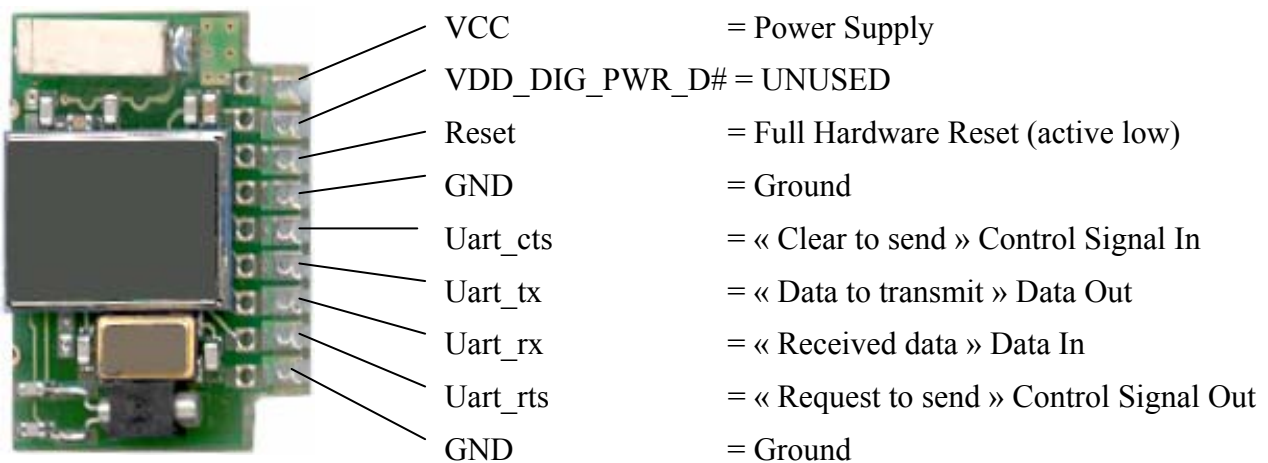 VCC = Power Supply
VDD_DIG_PWR_D# = UNUSED
Reset = Full Hardware Reset (active low)
GND = Ground
Uart_cts = « Clear to send » Control Signal In
Uart_tx = « Data to transmit » Data Out
Uart_rx = « Received data » Data In
Uart_rts = « Request to send » Control Signal Out
GND = Ground